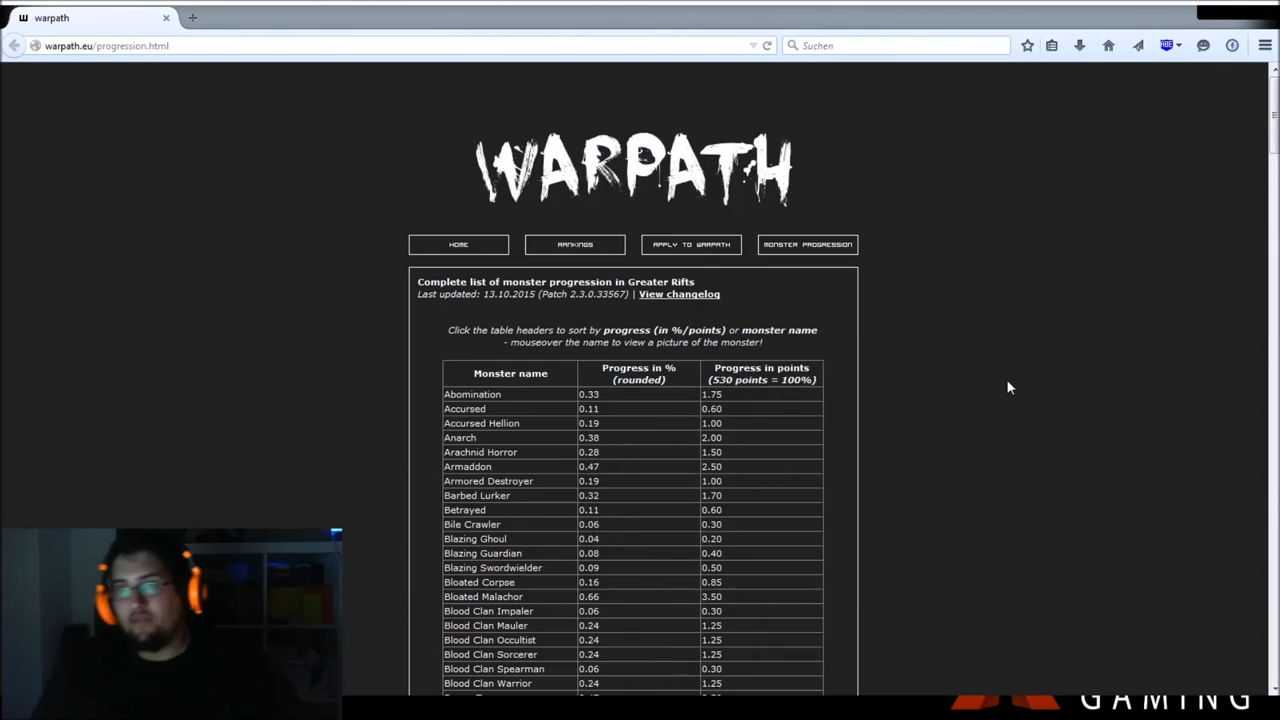 W warpath
warpath.eu/progression.html
Suchen
WARPATH
HOME
RANKINGS
APPLY TO WARPATH
MONSTER PROGRESSION
Complete list of monster progression in Greater Rifts
Last updated: 13.10.2015 (Patch 2.3.0.33567) | View changelog
Click the table headers to sort by progress (in %/points) or monster name
- mouseover the name to view a picture of the monster!
Monster name Progress in % (rounded) Progress in points (530 points = 100%)
Abomination 0.33 1.75
Accursed 0.11 0.60
Accursed Hellion 0.19 1.00
Anarch 0.38 2.00
Arachnid Horror 0.28 1.50
Armaddon 0.47 2.50
Armored Destroyer 0.19 1.00
Barbed Lurker 0.32 1.70
Betrayed 0.11 0.60
Bile Crawler 0.06 0.30
Blazing Ghoul 0.04 0.20
Blazing Guardian 0.08 0.40
Blazing Swordwielder 0.09 0.50
Bloated Corpse 0.16 0.85
Bloated Malachor 0.66 3.50
Blood Clan Impaler 0.06 0.30
Blood Clan Mauler 0.24 1.25
Blood Clan Occultist 0.24 1.25
Blood Clan Sorcerer 0.24 1.25
Blood Clan Spearman 0.06 0.30
Blood Clan Warrior 0.24 1.25
GAMING